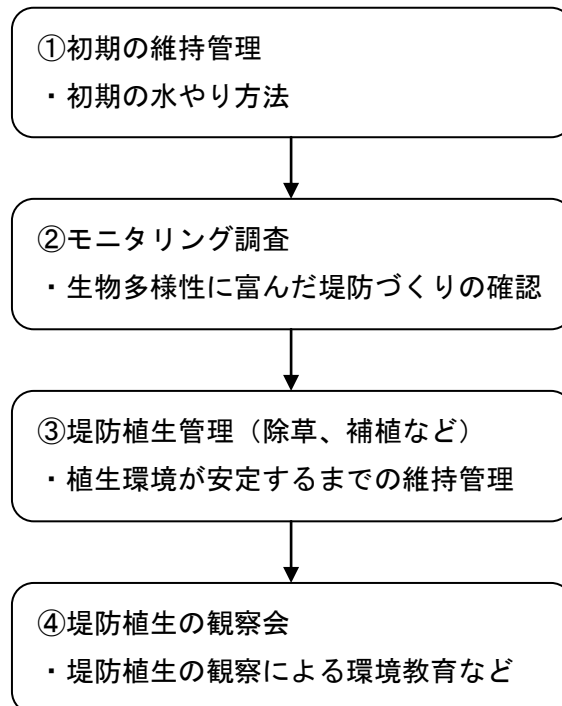 ①初期の維持管理
・初期の水やり方法
②モニタリング調査
・生物多様性に富んだ堤防づくりの確認
③堤防植生管理（除草、補植など）
・植生環境が安定するまでの維持管理
④堤防植生の観察会
・堤防植生の観察による環境教育など